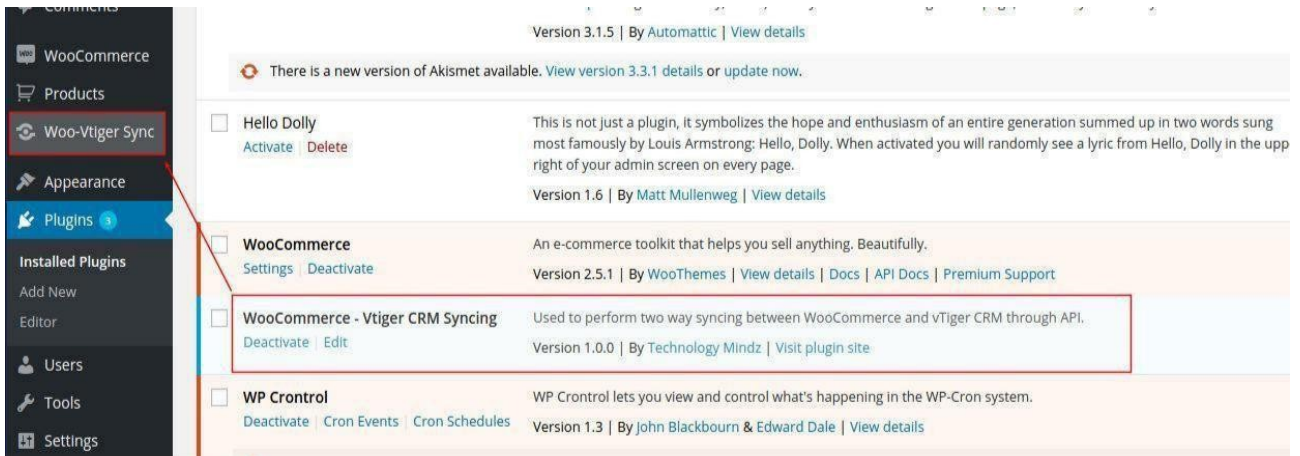 Comments
WooCommerce
Products
Woo-Vtiger Sync
Appearance
Plugins 3
Installed Plugins
Add New
Editor
Users
Tools
Settings
Version 3.1.5 | By Automattic | View details
There is a new version of Akismet available. View version 3.3.1 details or update now.
Hello Dolly
Activate | Delete
This is not just a plugin, it symbolizes the hope and enthusiasm of an entire generation summed up in two words sung
most famously by Louis Armstrong: Hello, Dolly. When activated you will randomly see a lyric from Hello, Dolly in the upp
right of your admin screen on every page.
Version 1.6 | By Matt Mullenweg | View details
WooCommerce
Settings | Deactivate
An e-commerce toolkit that helps you sell anything. Beautifully.
Version 2.5.1 | By WooThemes | View details | Docs | API Docs | Premium Support
WooCommerce - Vtiger CRM Syncing
Deactivate | Edit
Used to perform two way syncing between WooCommerce and vTiger CRM through API.
Version 1.0.0 | By Technology Mindz | Visit plugin site
WP Crontrol
Deactivate | Cron Events | Cron Schedules
WP Crontrol lets you view and control what's happening in the WP-Cron system.
Version 1.3 | By John Blackbourn & Edward Dale | View details